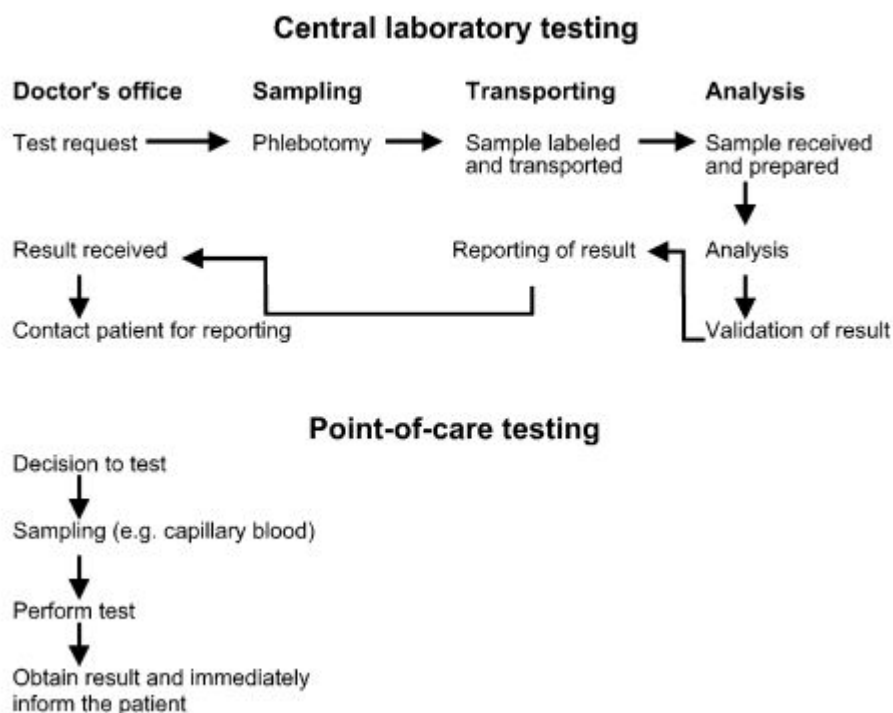 Central laboratory testing
Doctor's office Sampling Transporting Analysis
Test request Phlebotomy Sample labeled Sample received
and transported and prepared
Result received Reporting of result Analysis
Contact patient for reporting Validation of result
Point-of-care testing
Decision to test
Sampling (e.g. capillary blood)
Perform test
Obtain result and immediately
inform the patient